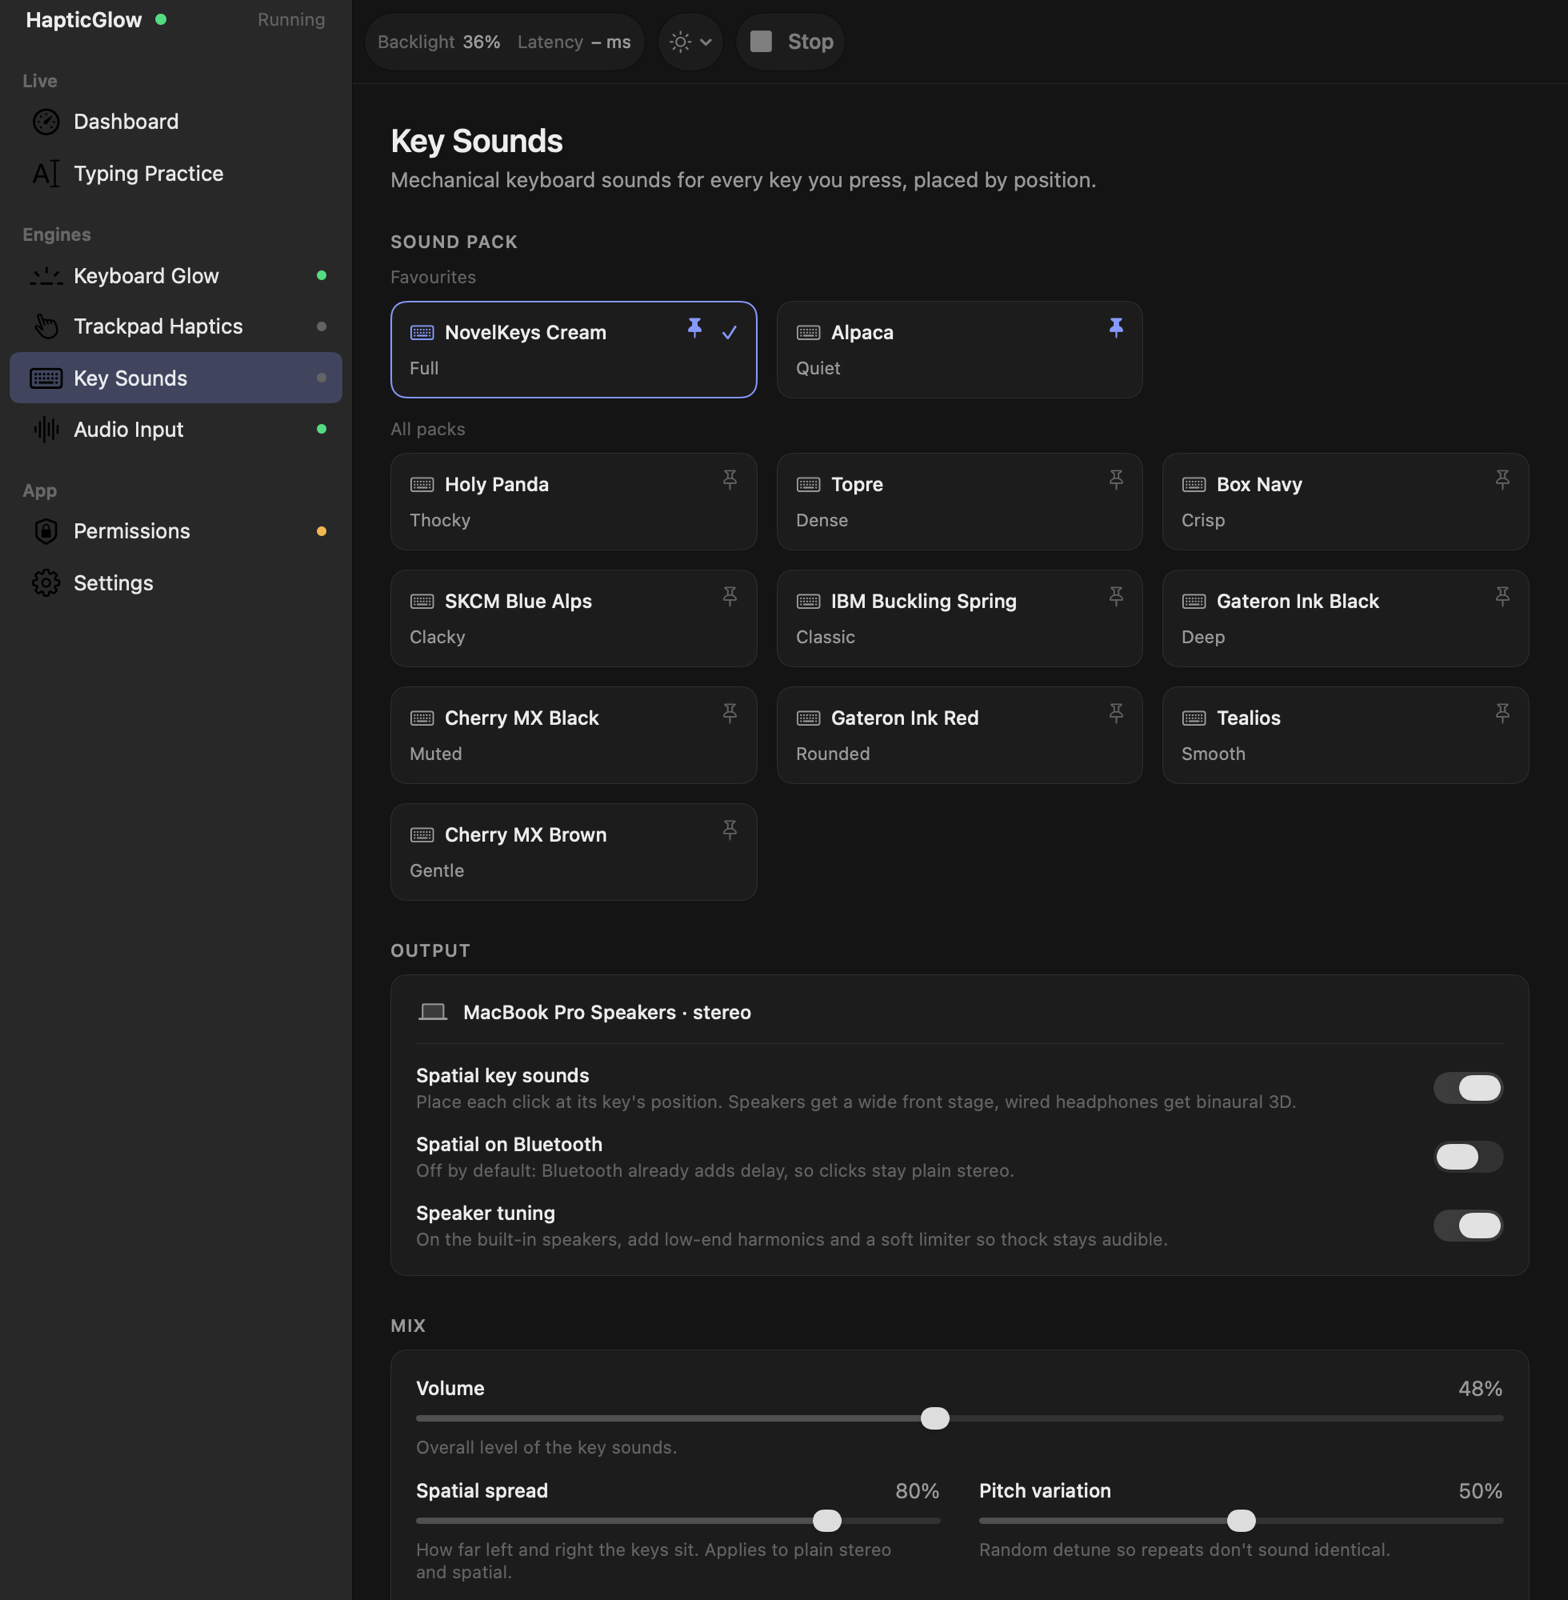 HapticGlow
Running
Live
Dashboard
Typing Practice
Engines
Keyboard Glow
Trackpad Haptics
Key Sounds
Audio Input
App
Permissions
Settings
Backlight 36% Latency – ms
Stop
Key Sounds
Mechanical keyboard sounds for every key you press, placed by position.
SOUND PACK
Favourites
NovelKeys Cream
Full
Alpaca
Quiet
All packs
Holy Panda
Thocky
Topre
Dense
Box Navy
Crisp
SKCM Blue Alps
Clacky
IBM Buckling Spring
Classic
Gateron Ink Black
Deep
Cherry MX Black
Muted
Gateron Ink Red
Rounded
Tealios
Smooth
Cherry MX Brown
Gentle
OUTPUT
MacBook Pro Speakers · stereo
Spatial key sounds
Place each click at its key's position. Speakers get a wide front stage, wired headphones get binaural 3D.
Spatial on Bluetooth
Off by default: Bluetooth already adds delay, so clicks stay plain stereo.
Speaker tuning
On the built-in speakers, add low-end harmonics and a soft limiter so thock stays audible.
MIX
Volume
48%
Overall level of the key sounds.
Spatial spread
80%
How far left and right the keys sit. Applies to plain stereo
and spatial.
Pitch variation
50%
Random detune so repeats don't sound identical.